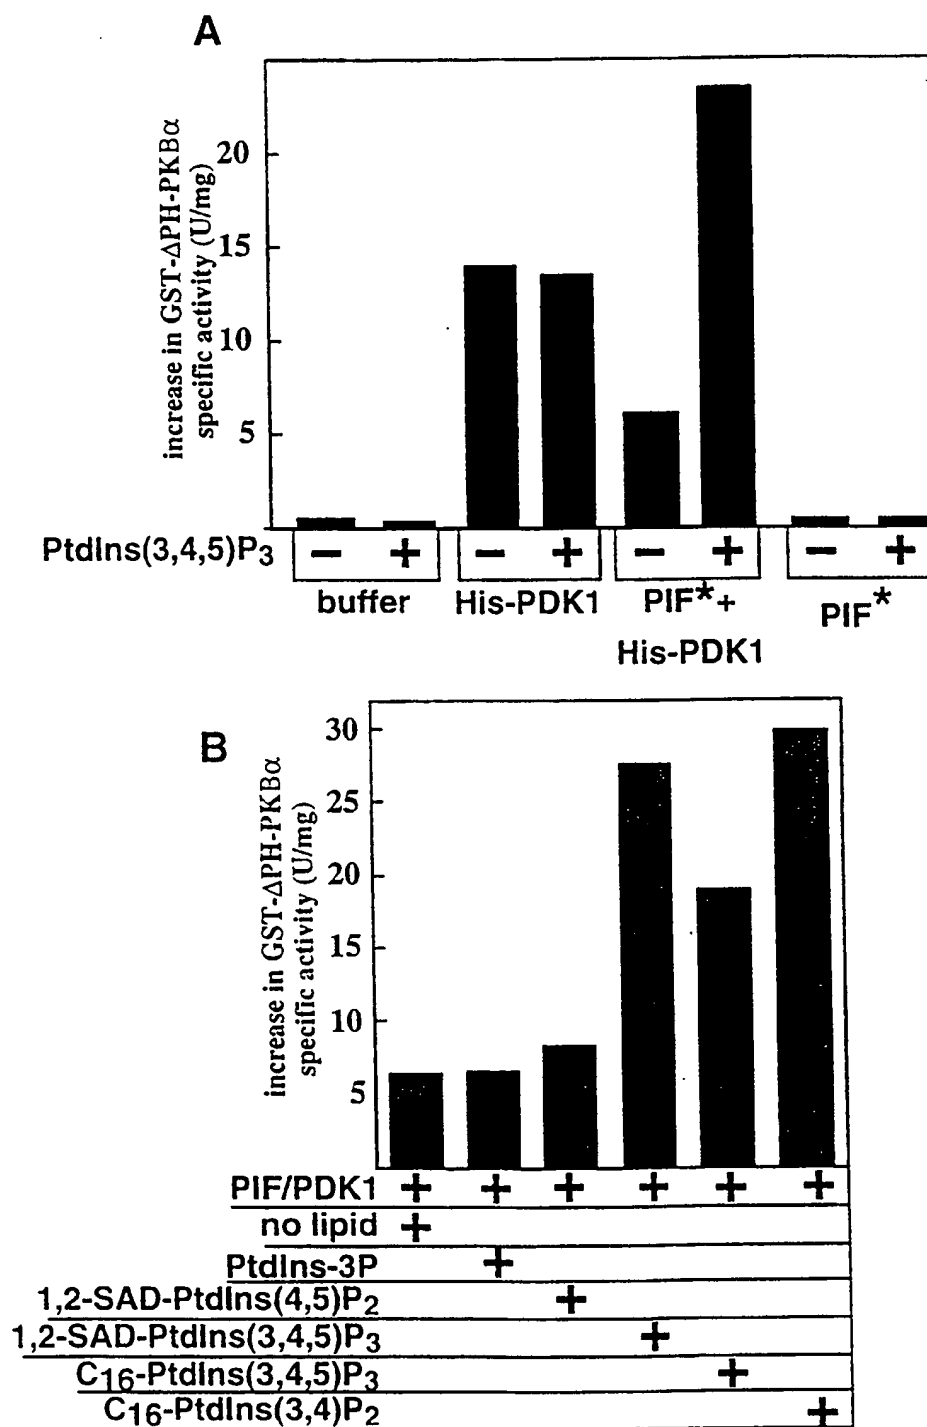 A
increase in GST-ΔPH-PKBα
specific activity (U/mg)
20
15
10
5
PtdIns(3,4,5)P3 − + − + − + − +
buffer His-PDK1 PIF*+ PIF*
His-PDK1
B
increase in GST-ΔPH-PKBα
specific activity (U/mg)
30
25
20
15
10
5
PIF/PDK1 + + + + + +
no lipid +
PtdIns-3P +
1,2-SAD-PtdIns(4,5)P2 +
1,2-SAD-PtdIns(3,4,5)P3 +
C16-PtdIns(3,4,5)P3 +
C16-PtdIns(3,4)P2 +